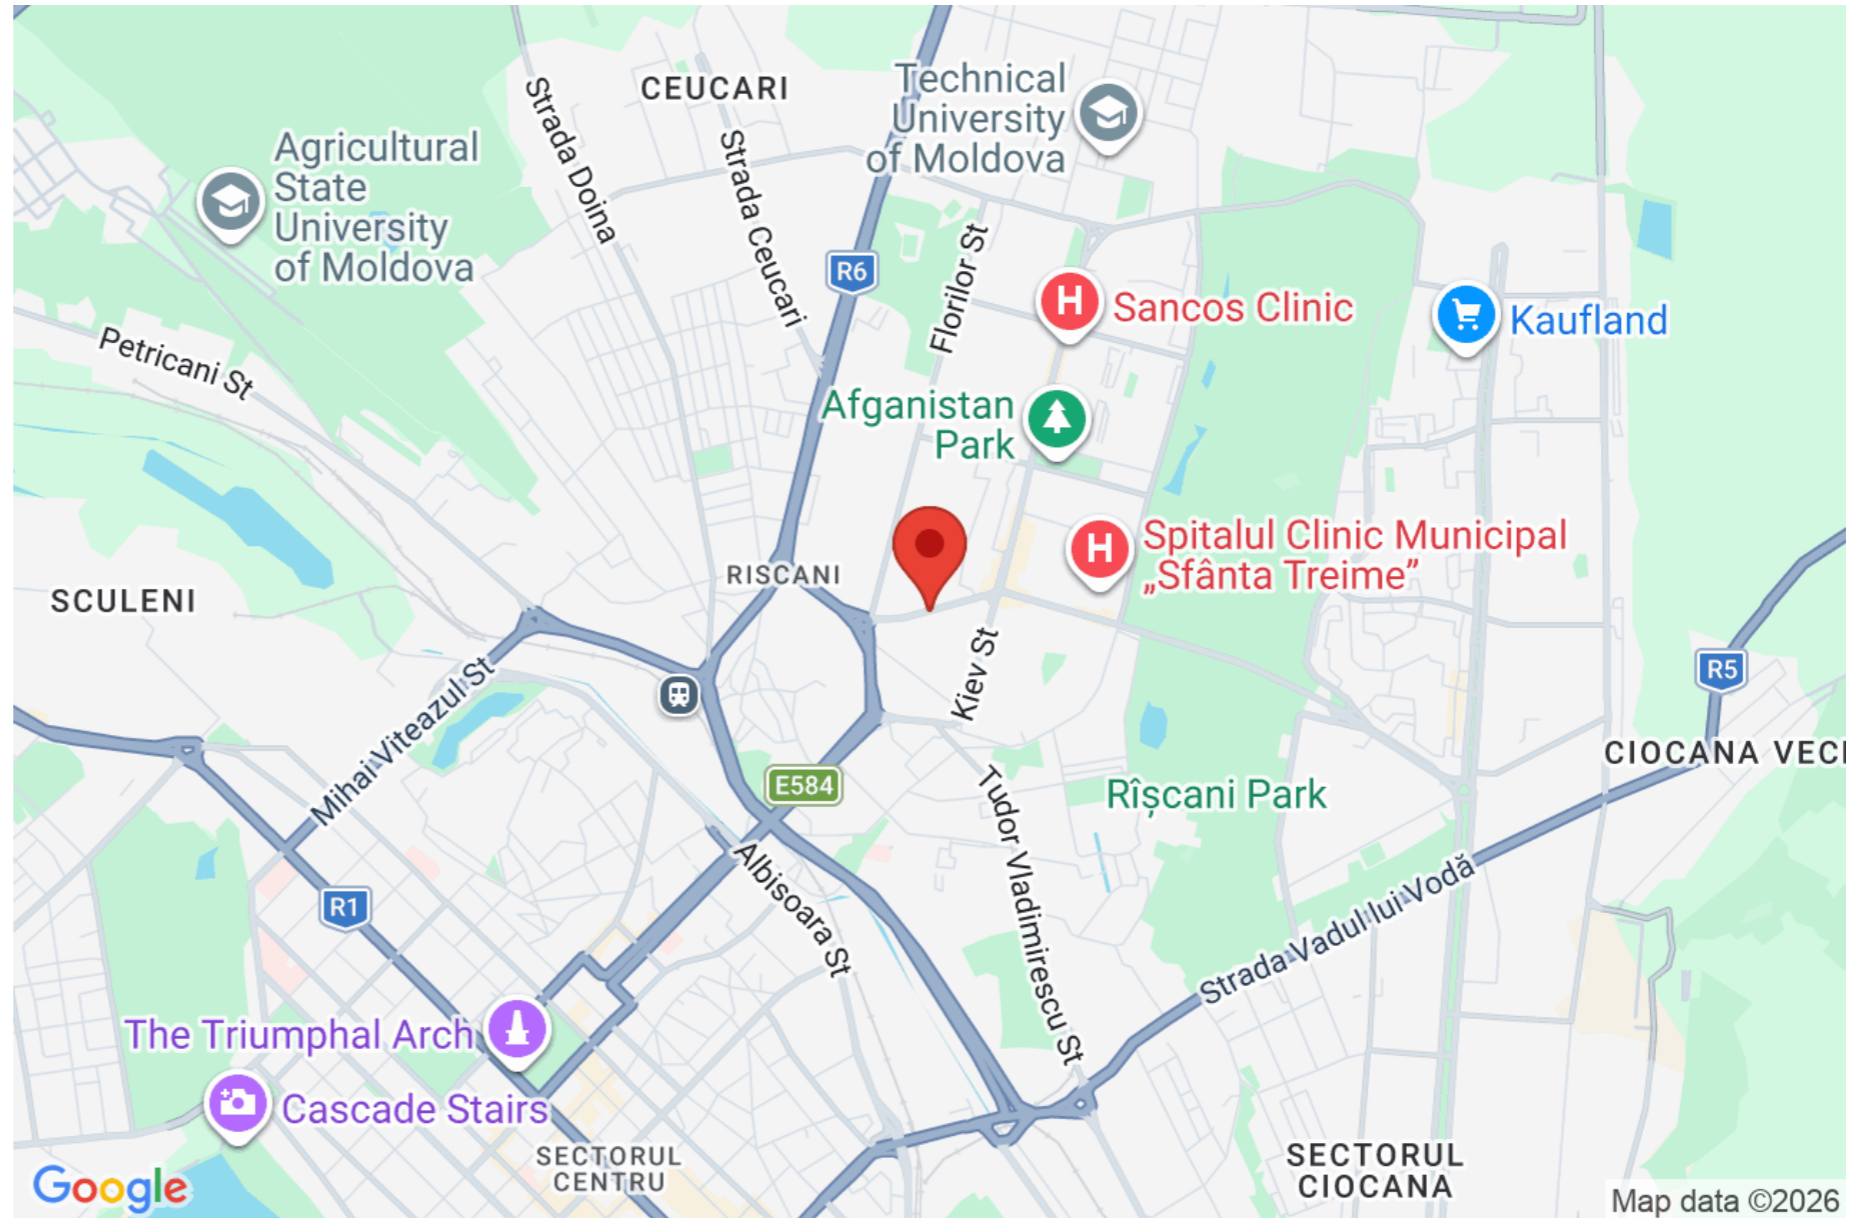 CEUCARI
Technical
University
of Moldova
Agricultural
State
University
of Moldova
Strada Doina
Strada Ceucari
R6
Florilor St
Sancos Clinic
Kaufland
Petricani St
Afganistan
Park
RISCANI
Spitalul Clinic Municipal
„Sfânta Treime”
SCULENI
Kiev St
R5
Mihai Viteazul St
CIOCANA VECI
E584
Rîșcani Park
Tudor Vladimirescu St
Albisoara St
R1
Strada Vadul lui Vodă
The Triumphal Arch
Cascade Stairs
SECTORUL
CENTRU
SECTORUL
CIOCANA
Google
Map data ©2026